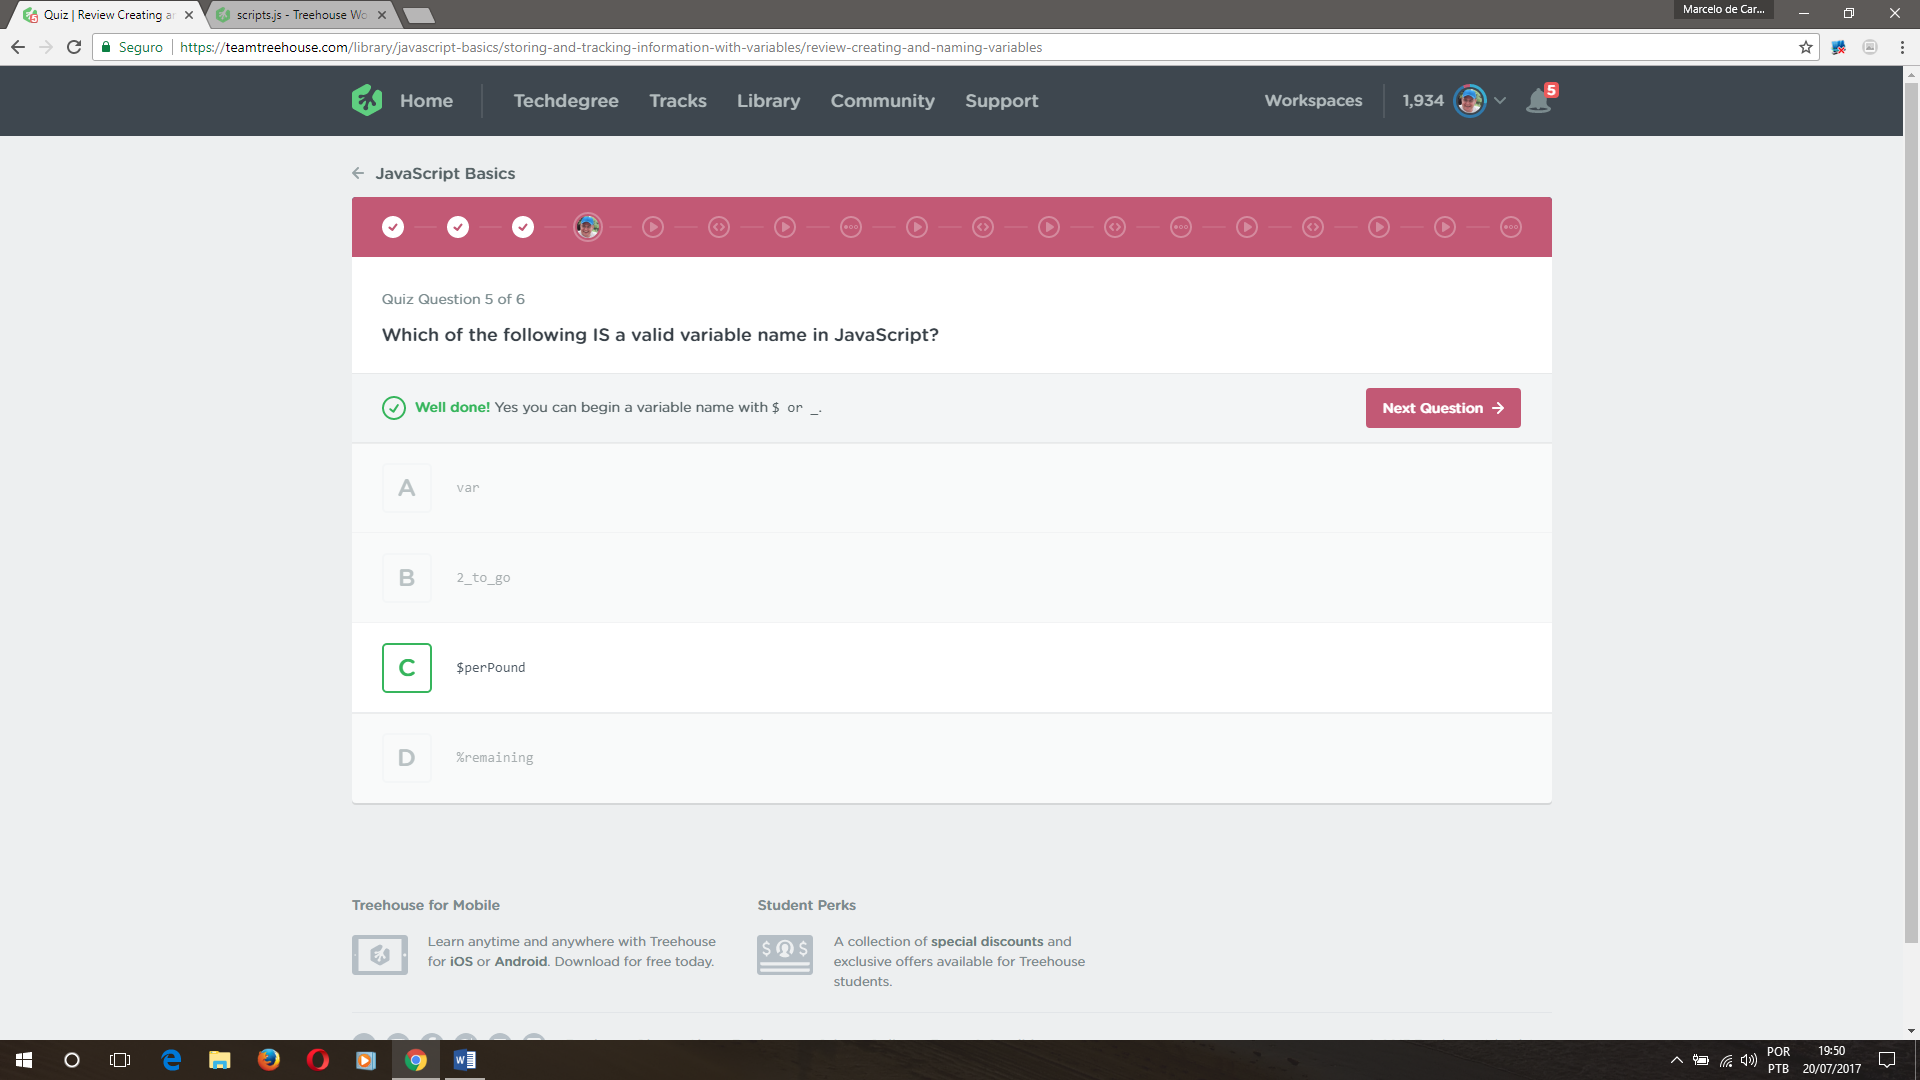 Quiz | Review Creating a
scripts.js - Treehouse Wo
Marcelo de Car...
Seguro
https://teamtreehouse.com/library/javascript-basics/storing-and-tracking-information-with-variables/review-creating-and-naming-variables
Home
Techdegree
Tracks
Library
Community
Support
Workspaces
1,934
5
JavaScript Basics
Quiz Question 5 of 6
Which of the following IS a valid variable name in JavaScript?
Well done! Yes you can begin a variable name with $ or _.
Next Question
A
var
B
2_to_go
C
$perPound
D
%remaining
Treehouse for Mobile
Learn anytime and anywhere with Treehouse
for iOS or Android. Download for free today.
Student Perks
A collection of special discounts and
exclusive offers available for Treehouse
students.
POR
PTB
19:50
20/07/2017